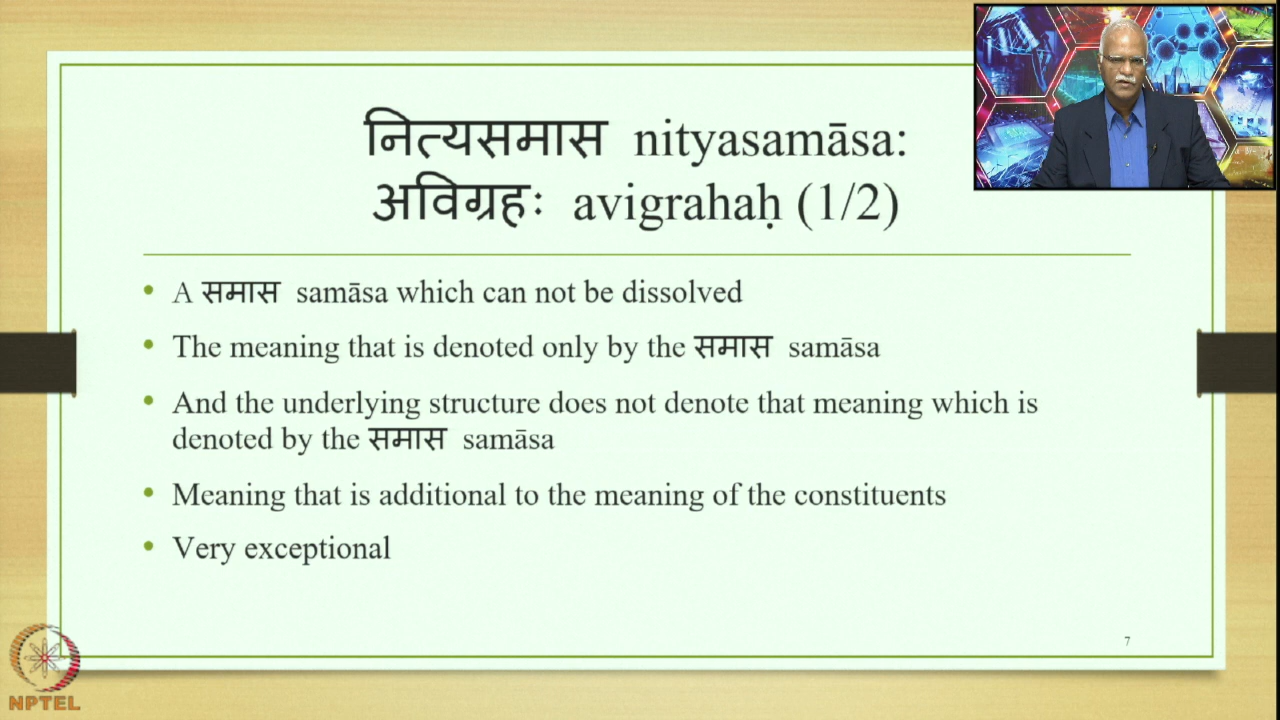 नित्यसमास nityasamāsa:
अविग्रहः avigrahaḥ (1/2)
• A समास samāsa which can not be dissolved
• The meaning that is denoted only by the समास samāsa
• And the underlying structure does not denote that meaning which is
denoted by the समास samāsa
• Meaning that is additional to the meaning of the constituents
• Very exceptional
7
NPTEL